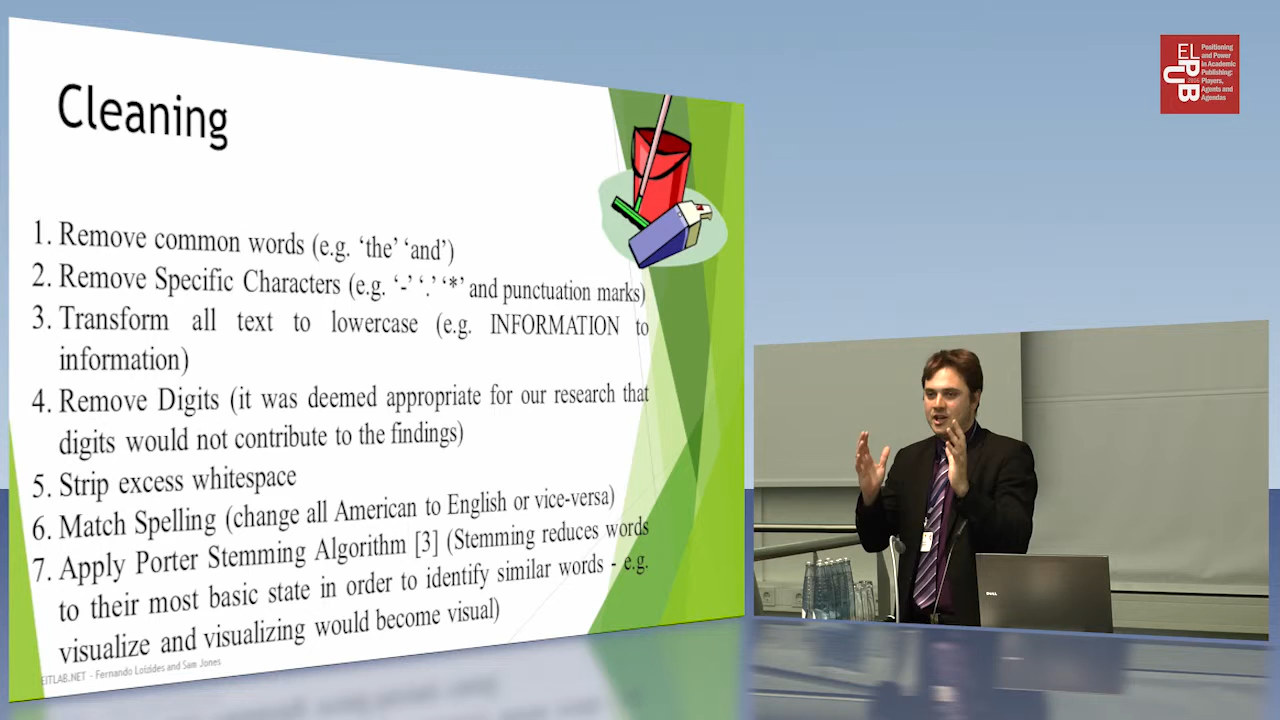 Cleaning
1. Remove common words (e.g. ‘the’ ‘and’)
2. Remove Specific Characters (e.g. ‘-’ ‘.’ ‘*’ and punctuation marks)
3. Transform all text to lowercase (e.g. INFORMATION to
information)
4. Remove Digits (it was deemed appropriate for our research that
digits would not contribute to the findings)
5. Strip excess whitespace
6. Match Spelling (change all American to English or vice-versa)
7. Apply Porter Stemming Algorithm [3] (Stemming reduces words
to their most basic state in order to identify similar words - e.g.
visualize and visualizing would become visual)
EITLAB.NET - Fernando Loizides and Sam Jones
ELPUB
2016
Positioning
and Power
in Academic
Publishing:
Players,
Agents and
Agendas
DELL